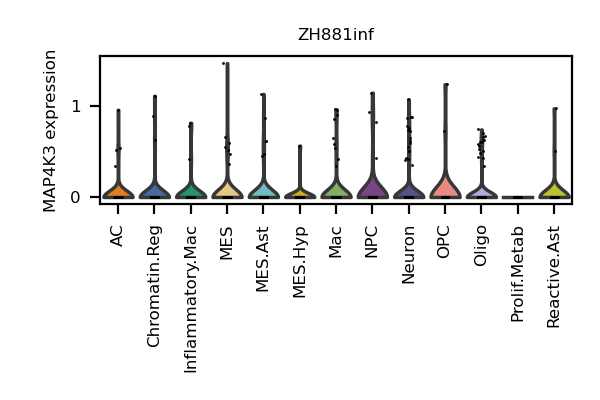 ZH881inf
MAP4K3 expression
1
0
AC
Chromatin.Reg
Inflammatory.Mac
MES
MES.Ast
MES.Hyp
Mac
NPC
Neuron
OPC
Oligo
Prolif.Metab
Reactive.Ast